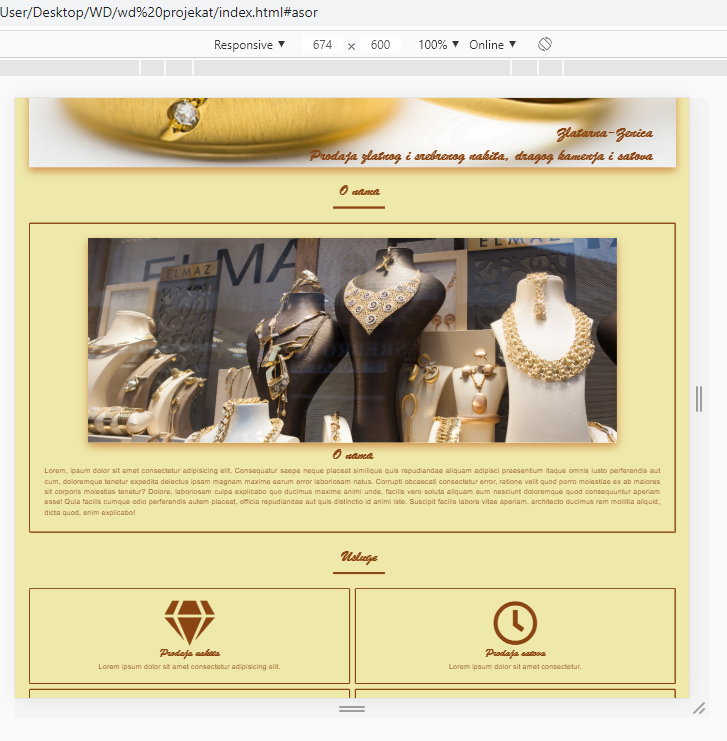 User/Desktop/WD/wd%20projekat/index.html#asor
Responsive ▼ 674 × 600 100% ▼ Online ▼
Zlatarna-Zenica
Prodaja zlatnog i srebrenog nakita, dragog kamenja i satova
O nama
ELMAZ
ELMAZ
ELMAZ
O nama
Lorem, ipsum dolor sit amet consectetur adipisicing elit. Consequatur saepe neque placeat similique quis repudiandae aliquam adipisci praesentium itaque omnis iusto perferendis aut
cum, doloremque tenetur expedita delectus ipsam magnam maxime earum error laboriosam natus. Corrupti obcaecati consectetur error, ratione velit quod porro molestiae ex ab maiores
sit corporis molestias tenetur? Dolore, laboriosam culpa explicabo quo ducimus maxime animi unde, facilis vero soluta aliquam eum nesciunt doloremque quod consequuntur aperiam
esse! Quia facilis cumque odio perferendis autem placeat, officia repudiandae aut quis distinctio id animi iste. Suscipit facilis labore vitae aperiam, architecto ducimus rem mollitia aliquid,
dicta quod, enim explicabo!
Usluge
Prodaja nakita
Lorem ipsum dolor sit amet consectetur adipisicing elit.
Prodaja satova
Lorem ipsum dolor sit amet consectetur.